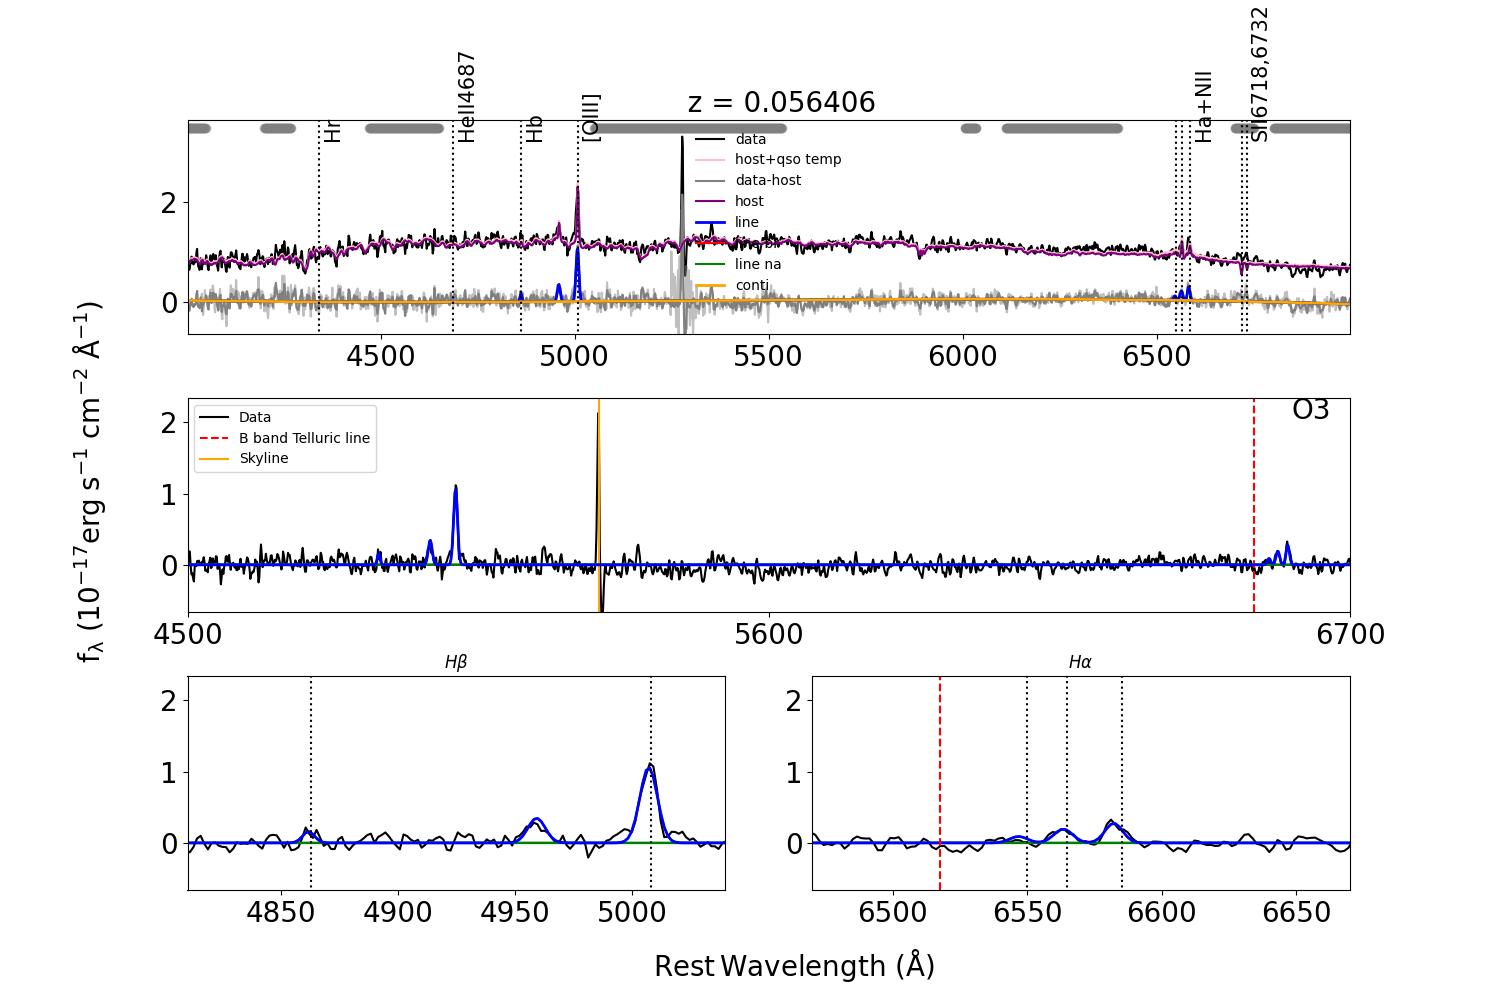 z = 0.056406
Hr
HeII4687
Hb
[OIII]
Ha+NII
SII6718,6732
data
host+qso temp
data-host
host
line
line na
conti
2
0
4500
5000
5500
6000
6500
f_λ (10^−17 erg s^−1 cm^−2 Å^−1)
O3
Data
B band Telluric line
Skyline
2
1
0
4500
5600
6700
Hβ
2
1
0
4850
4900
4950
5000
Hα
2
1
0
6500
6550
6600
6650
Rest Wavelength (Å)